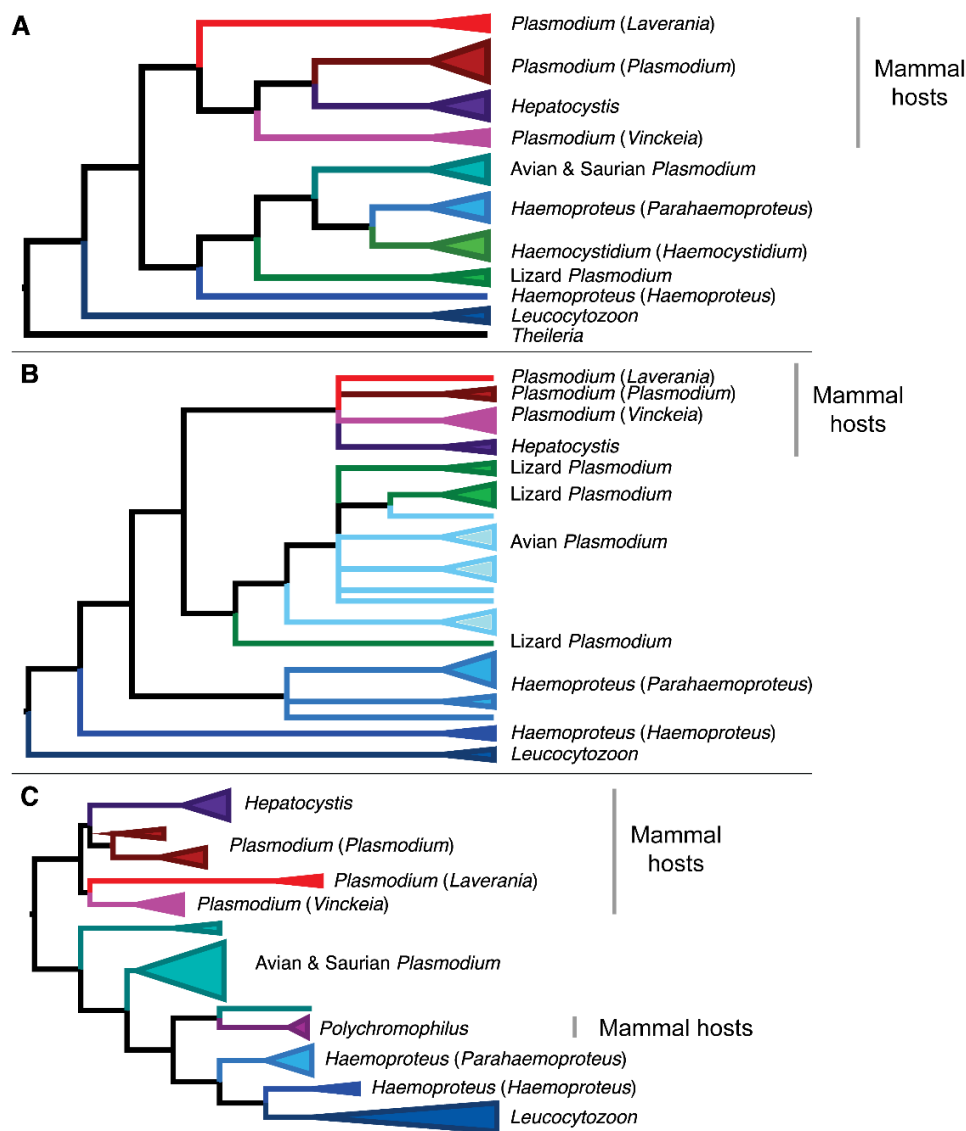 A
Plasmodium (Laverania)
Plasmodium (Plasmodium)
Hepatocystis
Plasmodium (Vinckeia)
Mammal
hosts
Avian & Saurian Plasmodium
Haemoproteus (Parahaemoproteus)
Haemocystidium (Haemocystidium)
Lizard Plasmodium
Haemoproteus (Haemoproteus)
Leucocytozoon
Theileria
B
Plasmodium (Laverania)
Plasmodium (Plasmodium)
Plasmodium (Vinckeia)
Hepatocystis
Mammal
hosts
Lizard Plasmodium
Lizard Plasmodium
Avian Plasmodium
Lizard Plasmodium
Haemoproteus (Parahaemoproteus)
Haemoproteus (Haemoproteus)
Leucocytozoon
C
Hepatocystis
Plasmodium (Plasmodium)
Plasmodium (Laverania)
Plasmodium (Vinckeia)
Mammal
hosts
Avian & Saurian Plasmodium
Polychromophilus
Mammal hosts
Haemoproteus (Parahaemoproteus)
Haemoproteus (Haemoproteus)
Leucocytozoon